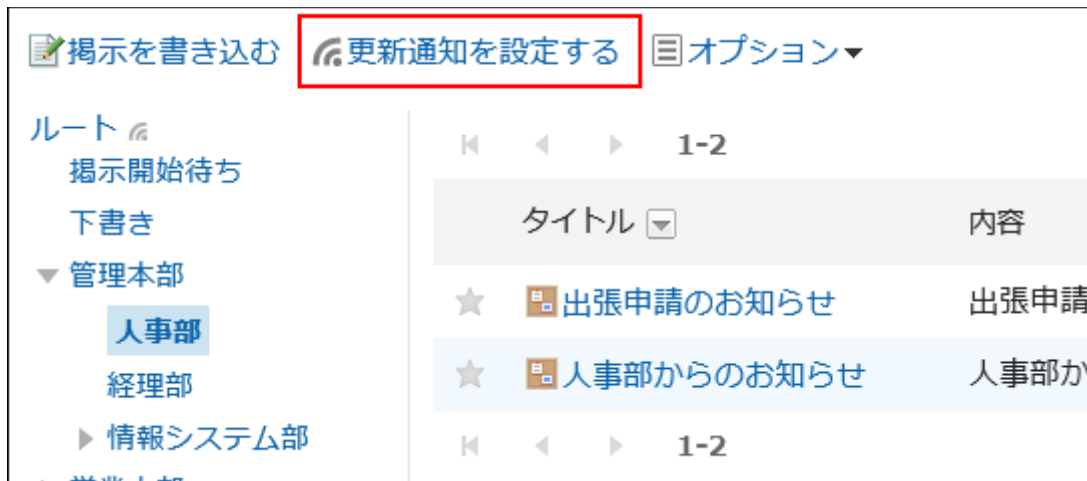 掲示を書き込む 更新通知を設定する オプション
ルート
掲示開始待ち
下書き
管理本部
人事部
経理部
情報システム部
1-2
タイトル 内容
出張申請のお知らせ 出張申請
人事部からのお知らせ 人事部か
1-2